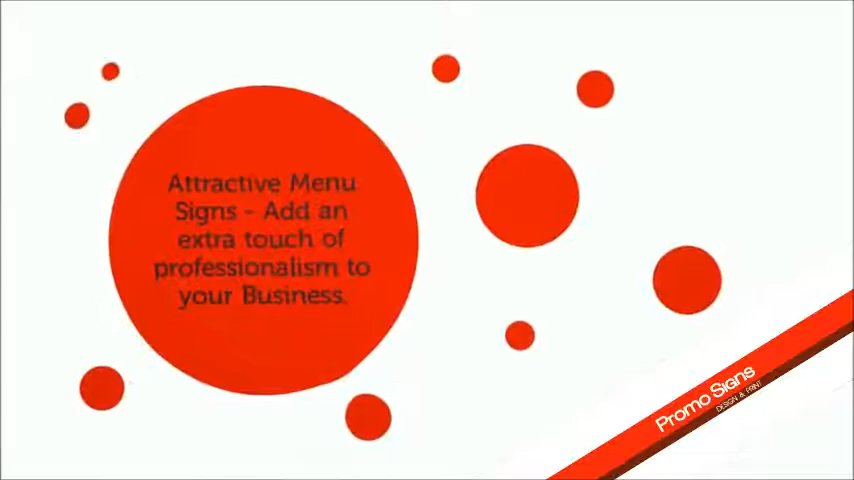 Attractive Menu
Signs - Add an
extra touch of
professionalism to
your Business.
Promo Signs
DESIGN & PRINT